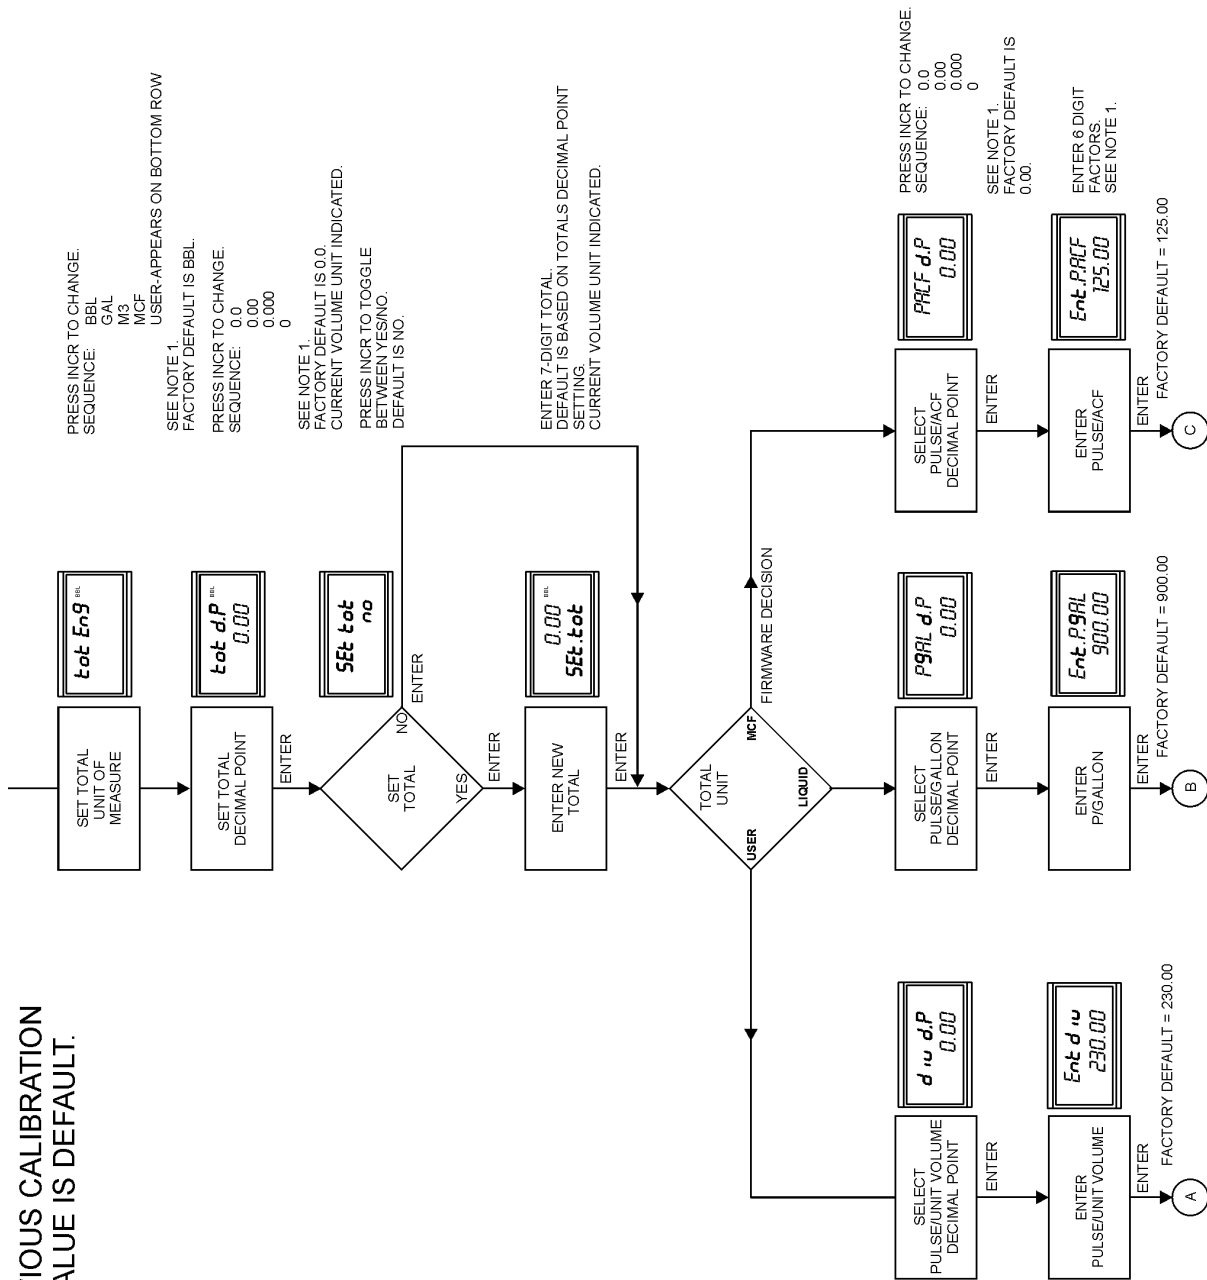 IOUS CALIBRATION
ALUE IS DEFAULT.
SET TOTAL
UNIT OF
MEASURE
tot Eng BBL
PRESS INCR TO CHANGE.
SEQUENCE: BBL
GAL
M3
MCF
USER-APPEARS ON BOTTOM ROW
SEE NOTE 1.
FACTORY DEFAULT IS BBL.
SET TOTAL
DECIMAL POINT
tot d.P BBL
0.00
PRESS INCR TO CHANGE.
SEQUENCE: 0.0
0.00
0.000
0
SEE NOTE 1.
FACTORY DEFAULT IS 0.0.
CURRENT VOLUME UNIT INDICATED.
ENTER
SET
TOTAL
NO
YES
SEt tot
no
PRESS INCR TO TOGGLE
BETWEEN YES/NO.
DEFAULT IS NO.
ENTER
ENTER
ENTER NEW
TOTAL
0.00 BBL
SEt.tot
ENTER 7-DIGIT TOTAL.
DEFAULT IS BASED ON TOTALS DECIMAL POINT
SETTING.
CURRENT VOLUME UNIT INDICATED.
ENTER
TOTAL
UNIT
USER
LIQUID
MCF
FIRMWARE DECISION
SELECT
PULSE/UNIT VOLUME
DECIMAL POINT
div d.P
0.00
SELECT
PULSE/GALLON
DECIMAL POINT
PgAL d.P
0.00
SELECT
PULSE/ACF
DECIMAL POINT
PACF d.P
0.00
PRESS INCR TO CHANGE.
SEQUENCE: 0.0
0.00
0.000
0
SEE NOTE 1.
FACTORY DEFAULT IS
0.00.
ENTER
ENTER
ENTER
ENTER
PULSE/UNIT VOLUME
Ent div
230.00
ENTER
P/GALLON
Ent.P.gAL
900.00
ENTER
PULSE/ACF
Ent.PACF
125.00
ENTER 6 DIGIT
FACTORS.
SEE NOTE 1.
ENTER
FACTORY DEFAULT = 230.00
ENTER
FACTORY DEFAULT = 900.00
ENTER
FACTORY DEFAULT = 125.00
A
B
C